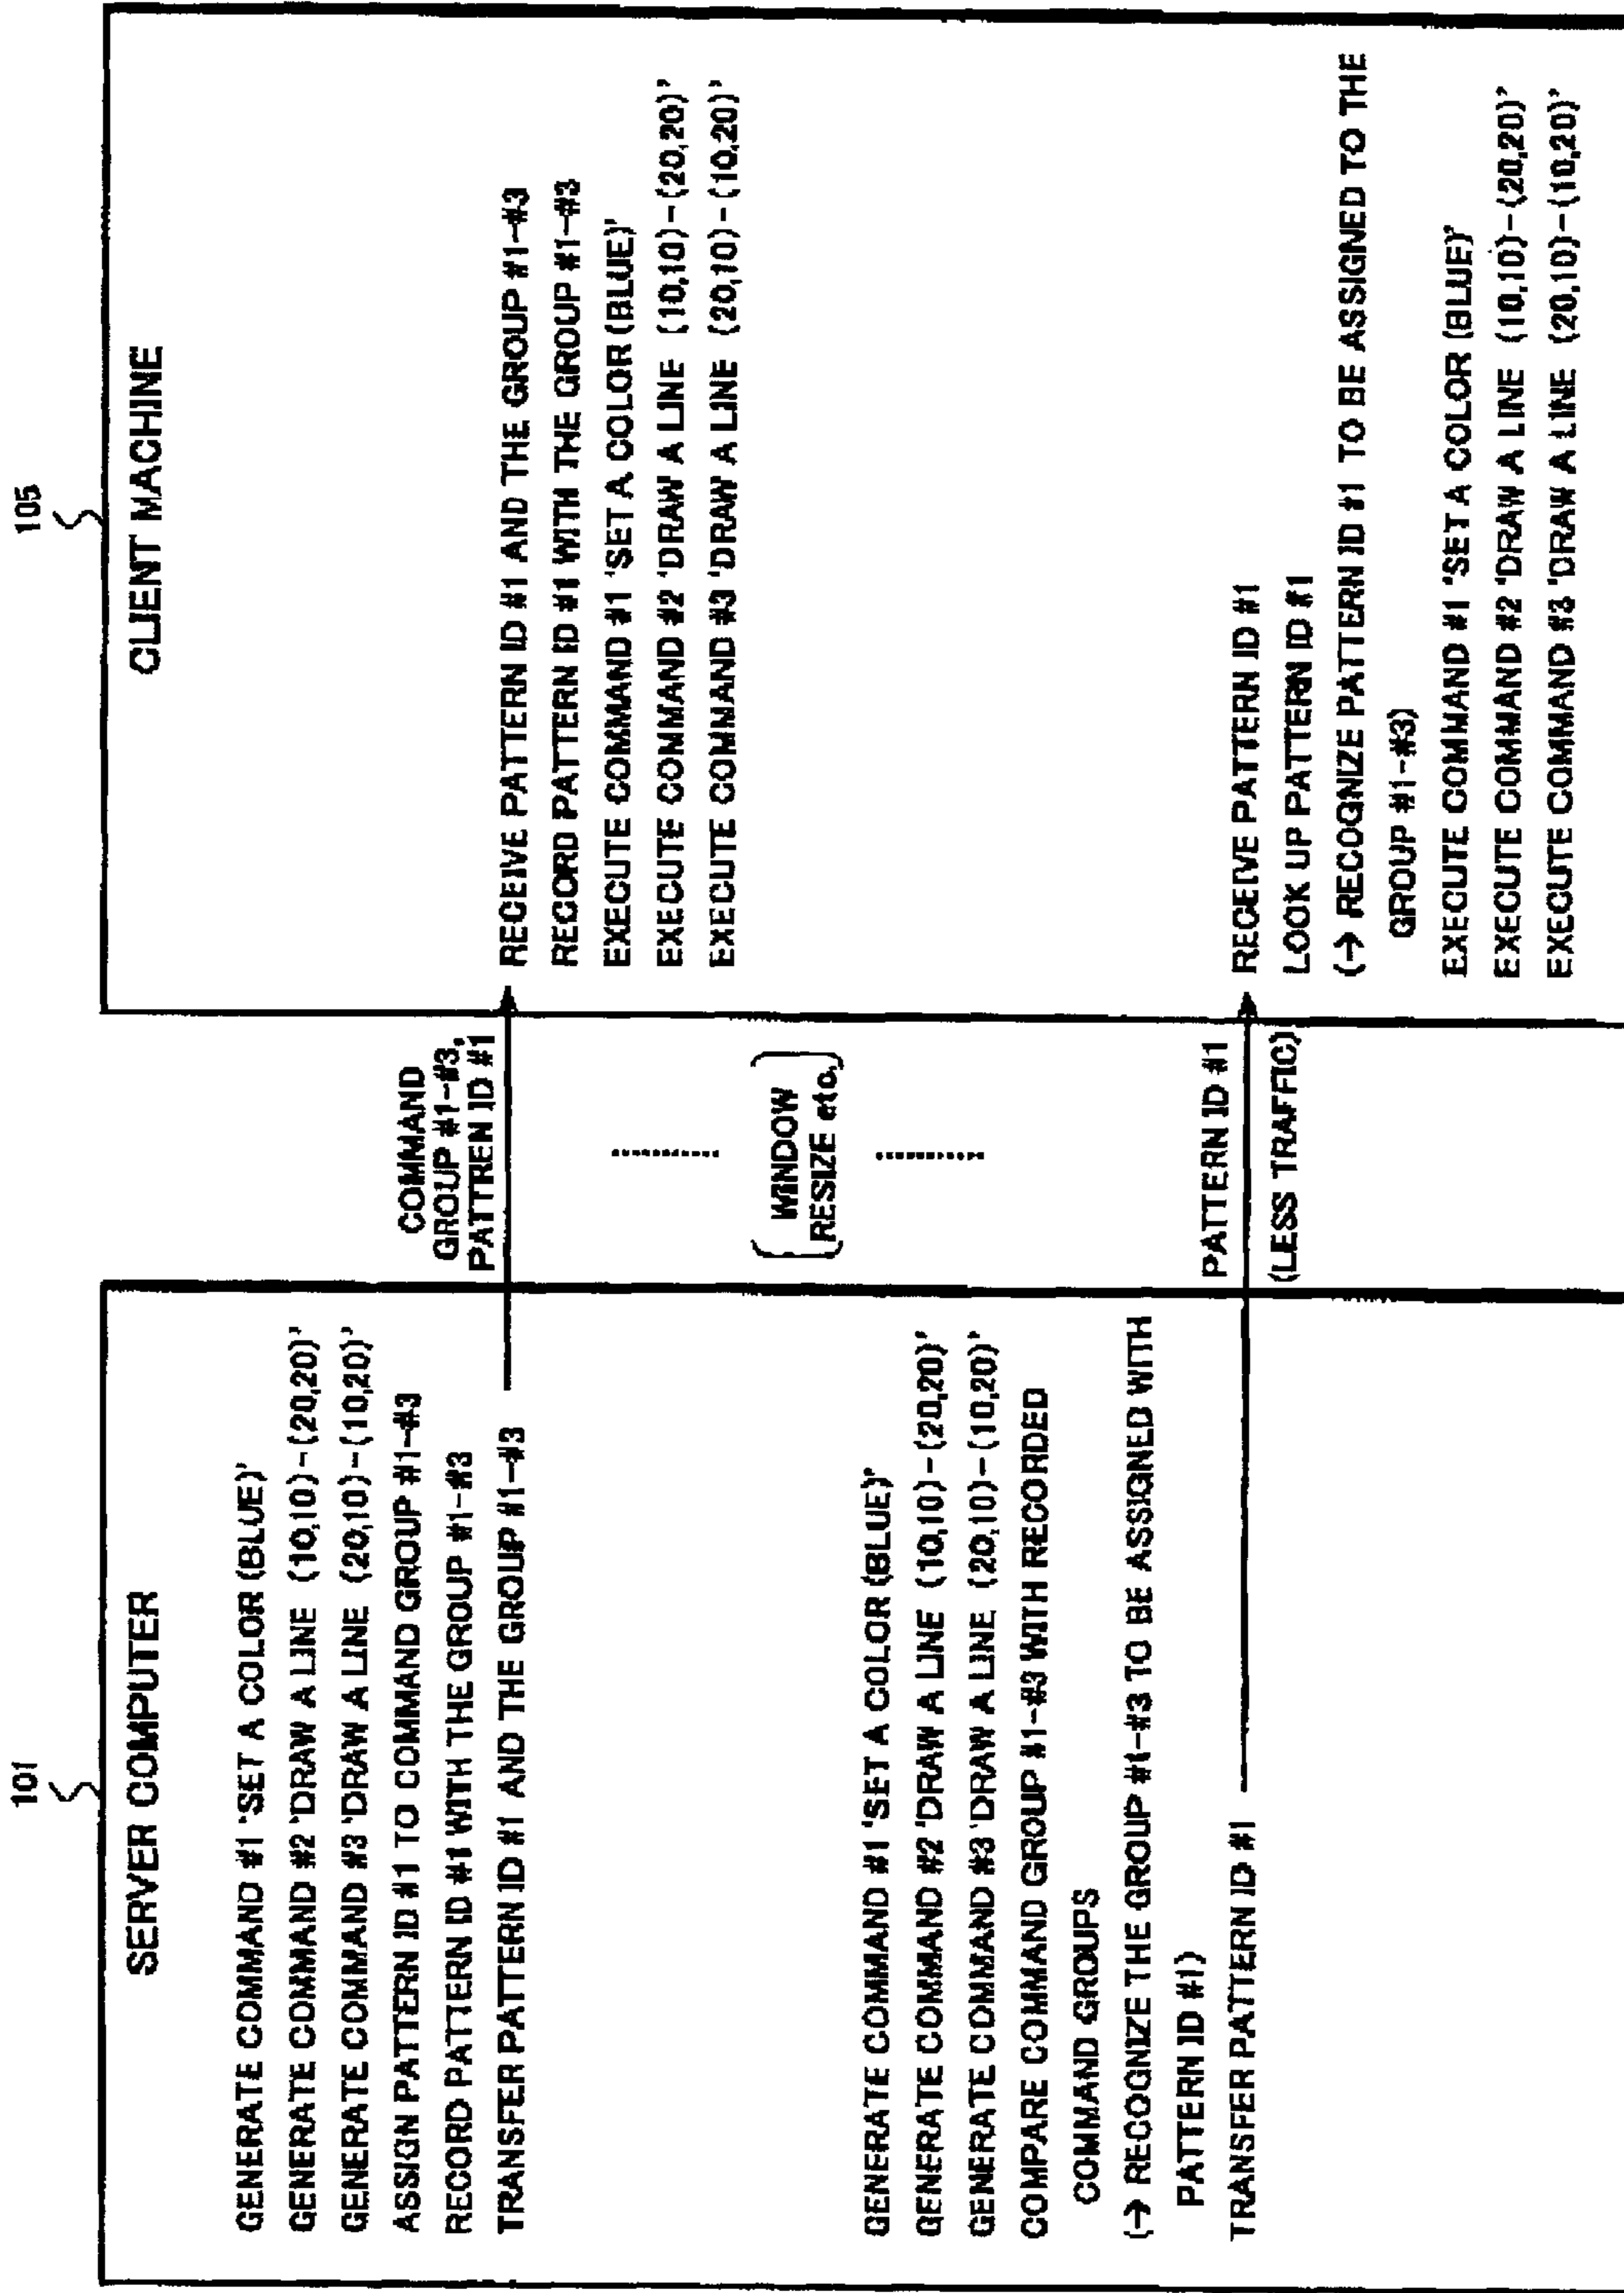 101
SERVER COMPUTER
GENERATE COMMAND #1 'SET A COLOR (BLUE)'
GENERATE COMMAND #2 'DRAW A LINE (10,10)-(20,20)'
GENERATE COMMAND #3 'DRAW A LINE (20,10)-(10,20)'
ASSIGN PATTERN ID #1 TO COMMAND GROUP #1-#3
RECORD PATTERN ID #1 WITH THE GROUP #1-#3
TRANSFER PATTERN ID #1 AND THE GROUP #1-#3
GENERATE COMMAND #1 'SET A COLOR (BLUE)'
GENERATE COMMAND #2 'DRAW A LINE (10,10)-(20,20)'
GENERATE COMMAND #3 'DRAW A LINE (20,10)-(10,20)'
COMPARE COMMAND GROUP #1-#3 WITH RECORDED
COMMAND GROUPS
(→ RECOGNIZE THE GROUP #1-#3 TO BE ASSIGNED WITH
PATTERN ID #1)
TRANSFER PATTERN ID #1
COMMAND
GROUP #1-#3,
PATTREN ID #1
WINDOW
RESIZE etc.
PATTERN ID #1
(LESS TRAFFIC)
105
CLIENT MACHINE
RECEIVE PATTERN ID #1 AND THE GROUP #1-#3
RECORD PATTERN ID #1 WITH THE GROUP #1-#3
EXECUTE COMMAND #1 'SET A COLOR (BLUE)'
EXECUTE COMMAND #2 'DRAW A LINE (10,10)-(20,20)'
EXECUTE COMMAND #3 'DRAW A LINE (20,10)-(10,20)'
RECEIVE PATTERN ID #1
LOOK UP PATTERN ID #1
(→ RECOGNIZE PATTERN ID #1 TO BE ASSIGNED TO THE
GROUP #1-#3)
EXECUTE COMMAND #1 'SET A COLOR (BLUE)'
EXECUTE COMMAND #2 'DRAW A LINE (10,10)-(20,20)'
EXECUTE COMMAND #3 'DRAW A LINE (20,10)-(10,20)'